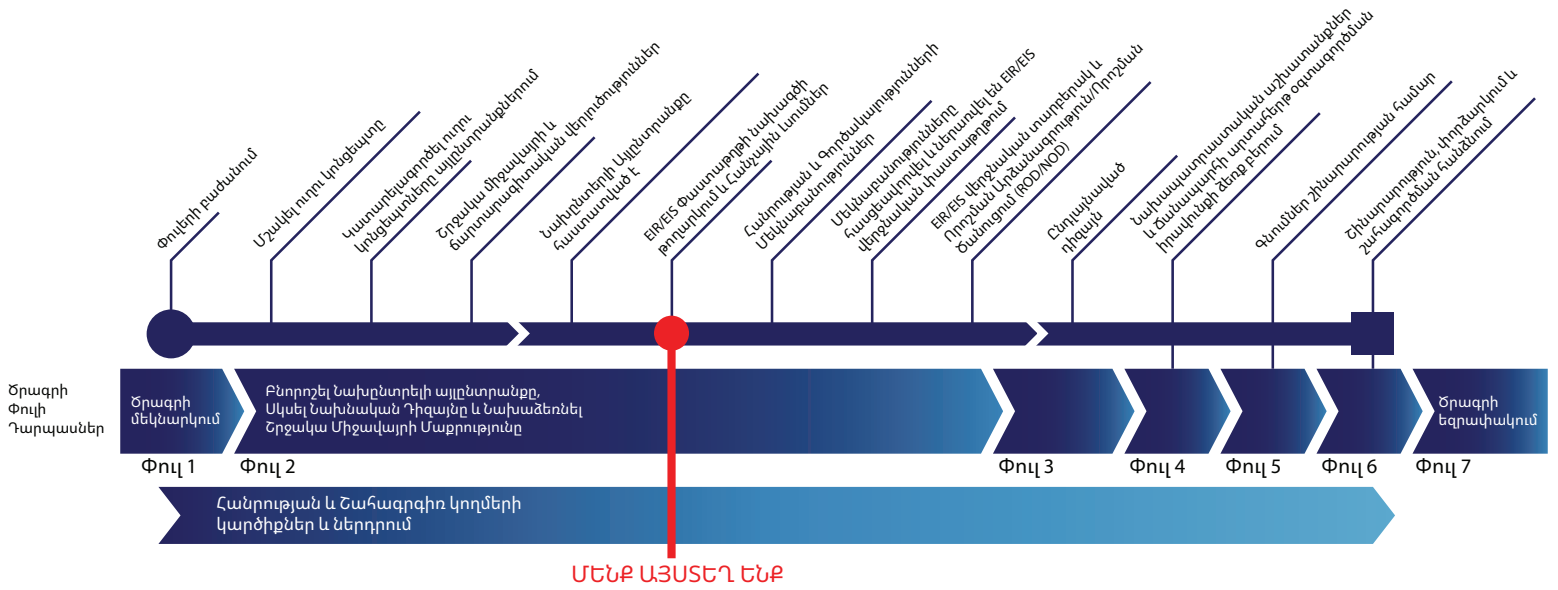 Փուլերի բաժանում
Մշակել ուղու կոնցեպտը
Կատարելագործել ուղու
կոնցեպտները այլընտրանքներում
Շրջակա միջավայրի և
ճարտարագիտական վերլուծություններ
Նախընտրելի Այլընտրանքը
հաստատված է
EIR/EIS Փաստաթղթի նախագծի
թողարկում և Հանչային Լսումներ
Հանրության և Գործակալությունների
Մեկնաբանություններ
Մեկնաբանությունները
հասցեագրվել և ներառվել են EIR/EIS
վերջնական փաստաթղթում
EIR/EIS վերջնական տարբերակ և
Որոշման Արձանագրություն/Որոշման
ծանուցում (ROD/NOD)
Ընդլայնված
դիզայն
Նախապատրաստական աշխատանքներ
և Ճանապարհի արտահերթ օգտագործման
իրավունքի ձեռք բերում
Գնումներ շինարարության համար
Շինարարություն, փորձարկում և
շահագործման հանձնում
Ծրագրի
Փուլի
Դարպասներ
Ծրագրի
մեկնարկում
Բնորոշել Նախընտրելի այլընտրանքը,
Սկսել Նախնական Դիզայնը և Նախաձեռնել
Շրջակա Միջավայրի Մաքրությունը
Ծրագրի
եզրափակում
Փուլ 1
Փուլ 2
Փուլ 3
Փուլ 4
Փուլ 5
Փուլ 6
Փուլ 7
Հանրության և Շահագրգիռ կողմերի
կարծիքներ և ներդրում
ՄԵՆՔ ԱՅՍՏԵՂ ԵՆՔ